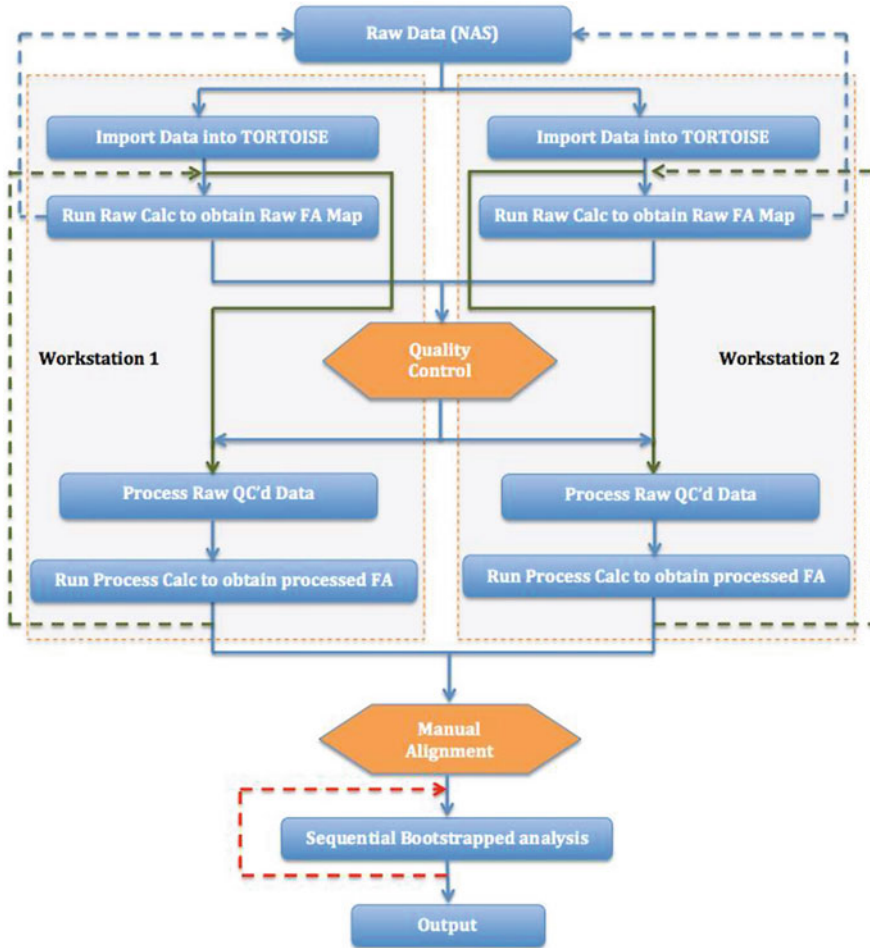 Raw Data (NAS)
Import Data into TORTOISE
Import Data into TORTOISE
Run Raw Calc to obtain Raw FA Map
Run Raw Calc to obtain Raw FA Map
Workstation 1
Quality
Control
Workstation 2
Process Raw QC'd Data
Process Raw QC'd Data
Run Process Calc to obtain processed FA
Run Process Calc to obtain processed FA
Manual
Alignment
Sequential Bootstrapped analysis
Output